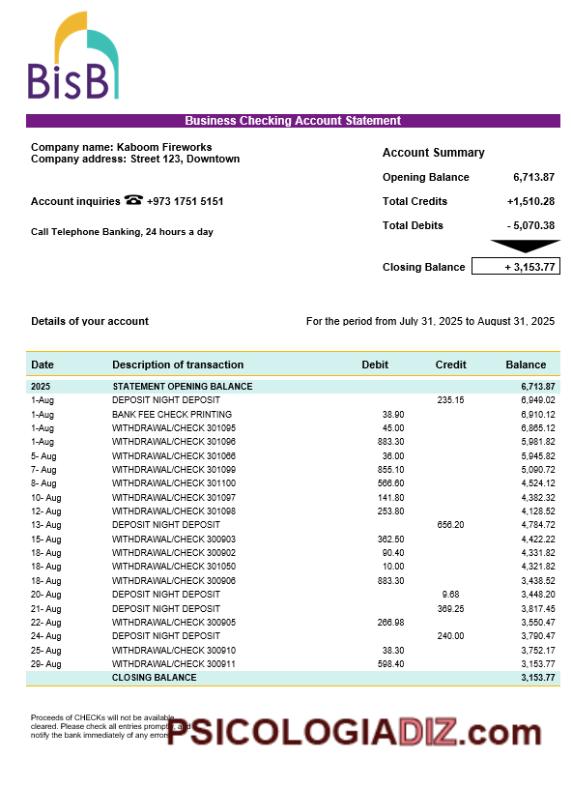 BisB
Business Checking Account Statement
Company name: Kaboom Fireworks
Company address: Street 123, Downtown
Account inquiries ☎ +973 1751 5151
Call Telephone Banking, 24 hours a day
Account Summary
Opening Balance 6,713.87
Total Credits +1,510.28
Total Debits - 5,070.38
Closing Balance + 3,153.77
Details of your account For the period from July 31, 2025 to August 31, 2025
Date Description of transaction Debit Credit Balance
2025 STATEMENT OPENING BALANCE 6,713.87
1-Aug DEPOSIT NIGHT DEPOSIT 235.15 6,949.02
1-Aug BANK FEE CHECK PRINTING 38.90 6,910.12
1-Aug WITHDRAWAL/CHECK 301095 45.00 6,865.12
1-Aug WITHDRAWAL/CHECK 301096 883.30 5,981.82
5- Aug WITHDRAWAL/CHECK 301066 36.00 5,945.82
7- Aug WITHDRAWAL/CHECK 301099 855.10 5,090.72
8- Aug WITHDRAWAL/CHECK 301100 566.60 4,524.12
10- Aug WITHDRAWAL/CHECK 301097 141.80 4,382.32
12- Aug WITHDRAWAL/CHECK 301098 253.80 4,128.52
13- Aug DEPOSIT NIGHT DEPOSIT 656.20 4,784.72
15- Aug WITHDRAWAL/CHECK 300903 362.50 4,422.22
18- Aug WITHDRAWAL/CHECK 300902 90.40 4,331.82
18- Aug WITHDRAWAL/CHECK 301050 10.00 4,321.82
18- Aug WITHDRAWAL/CHECK 300906 883.30 3,438.52
20- Aug DEPOSIT NIGHT DEPOSIT 9.68 3,448.20
21- Aug DEPOSIT NIGHT DEPOSIT 369.25 3,817.45
22- Aug WITHDRAWAL/CHECK 300905 266.98 3,550.47
24- Aug DEPOSIT NIGHT DEPOSIT 240.00 3,790.47
25- Aug WITHDRAWAL/CHECK 300910 38.30 3,752.17
29- Aug WITHDRAWAL/CHECK 300911 598.40 3,153.77
CLOSING BALANCE 3,153.77
Proceeds of CHECKs will not be available
cleared. Please check all entries promptly, and
notify the bank immediately of any errors
PSICOLOGIADIZ.com